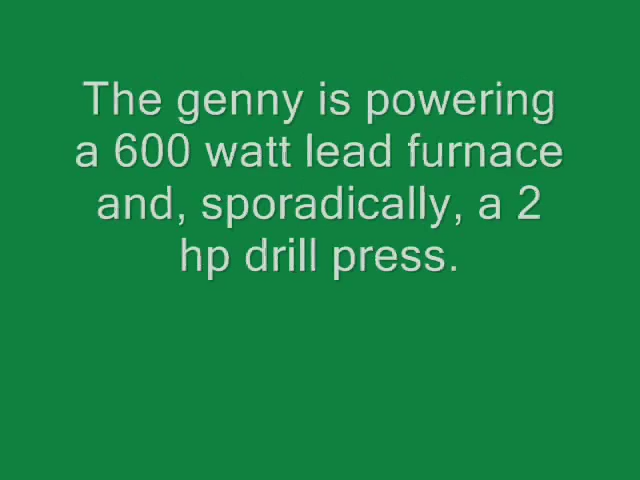 The genny is powering
a 600 watt lead furnace
and, sporadically, a 2
hp drill press.